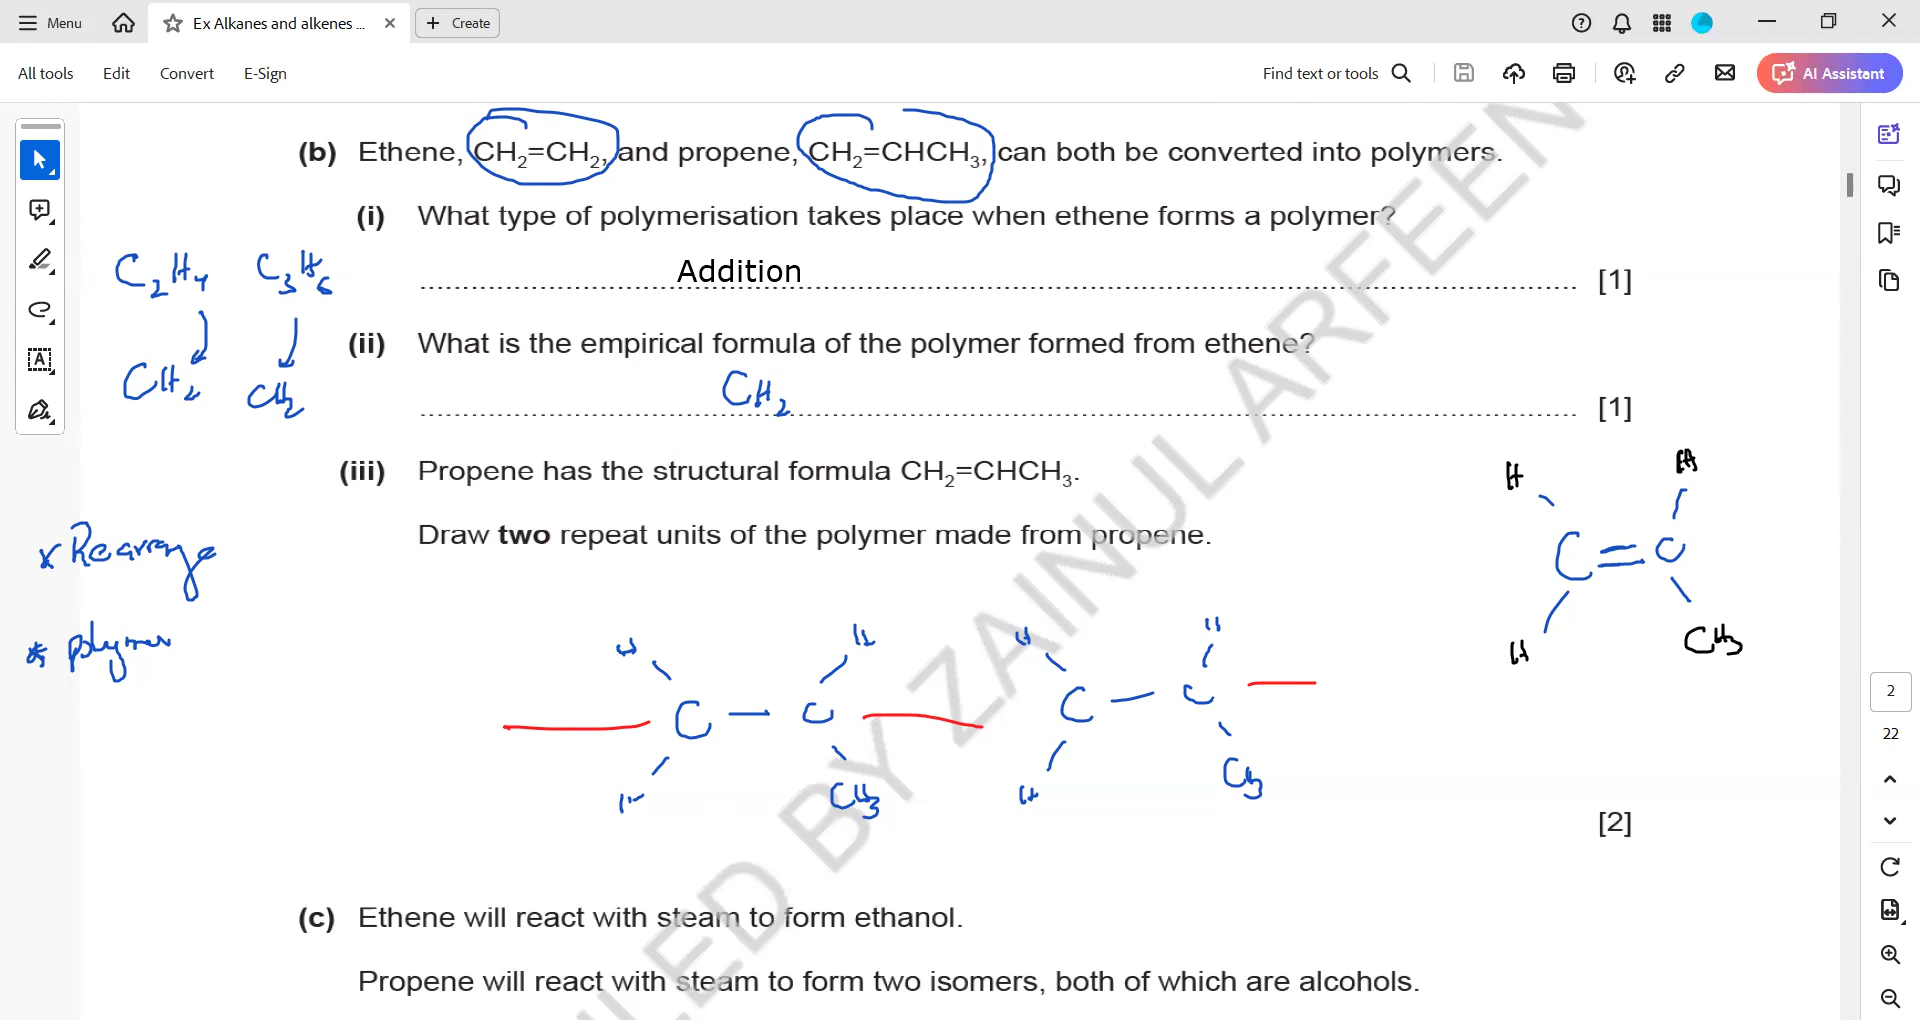 Menu
Ex Alkanes and alkenes ...
Create
All tools
Edit
Convert
E-Sign
Find text or tools
AI Assistant
(b) Ethene, CH₂=CH₂, and propene, CH₂=CHCH₃, can both be converted into polymers.
(i) What type of polymerisation takes place when ethene forms a polymer?
Addition
[1]
C₂H₄ C₃H₆
(ii) What is the empirical formula of the polymer formed from ethene?
CH₂ CH₂
CH₂
[1]
(iii) Propene has the structural formula CH₂=CHCH₃.
Draw two repeat units of the polymer made from propene.
H H
C = C
H CH₃
* Rearrange
* Polymer
H H H H
C — C C — C
H CH₃ H CH₃
[2]
2
22
(c) Ethene will react with steam to form ethanol.
Propene will react with steam to form two isomers, both of which are alcohols.
LED BY ZAINUL ARFEEN